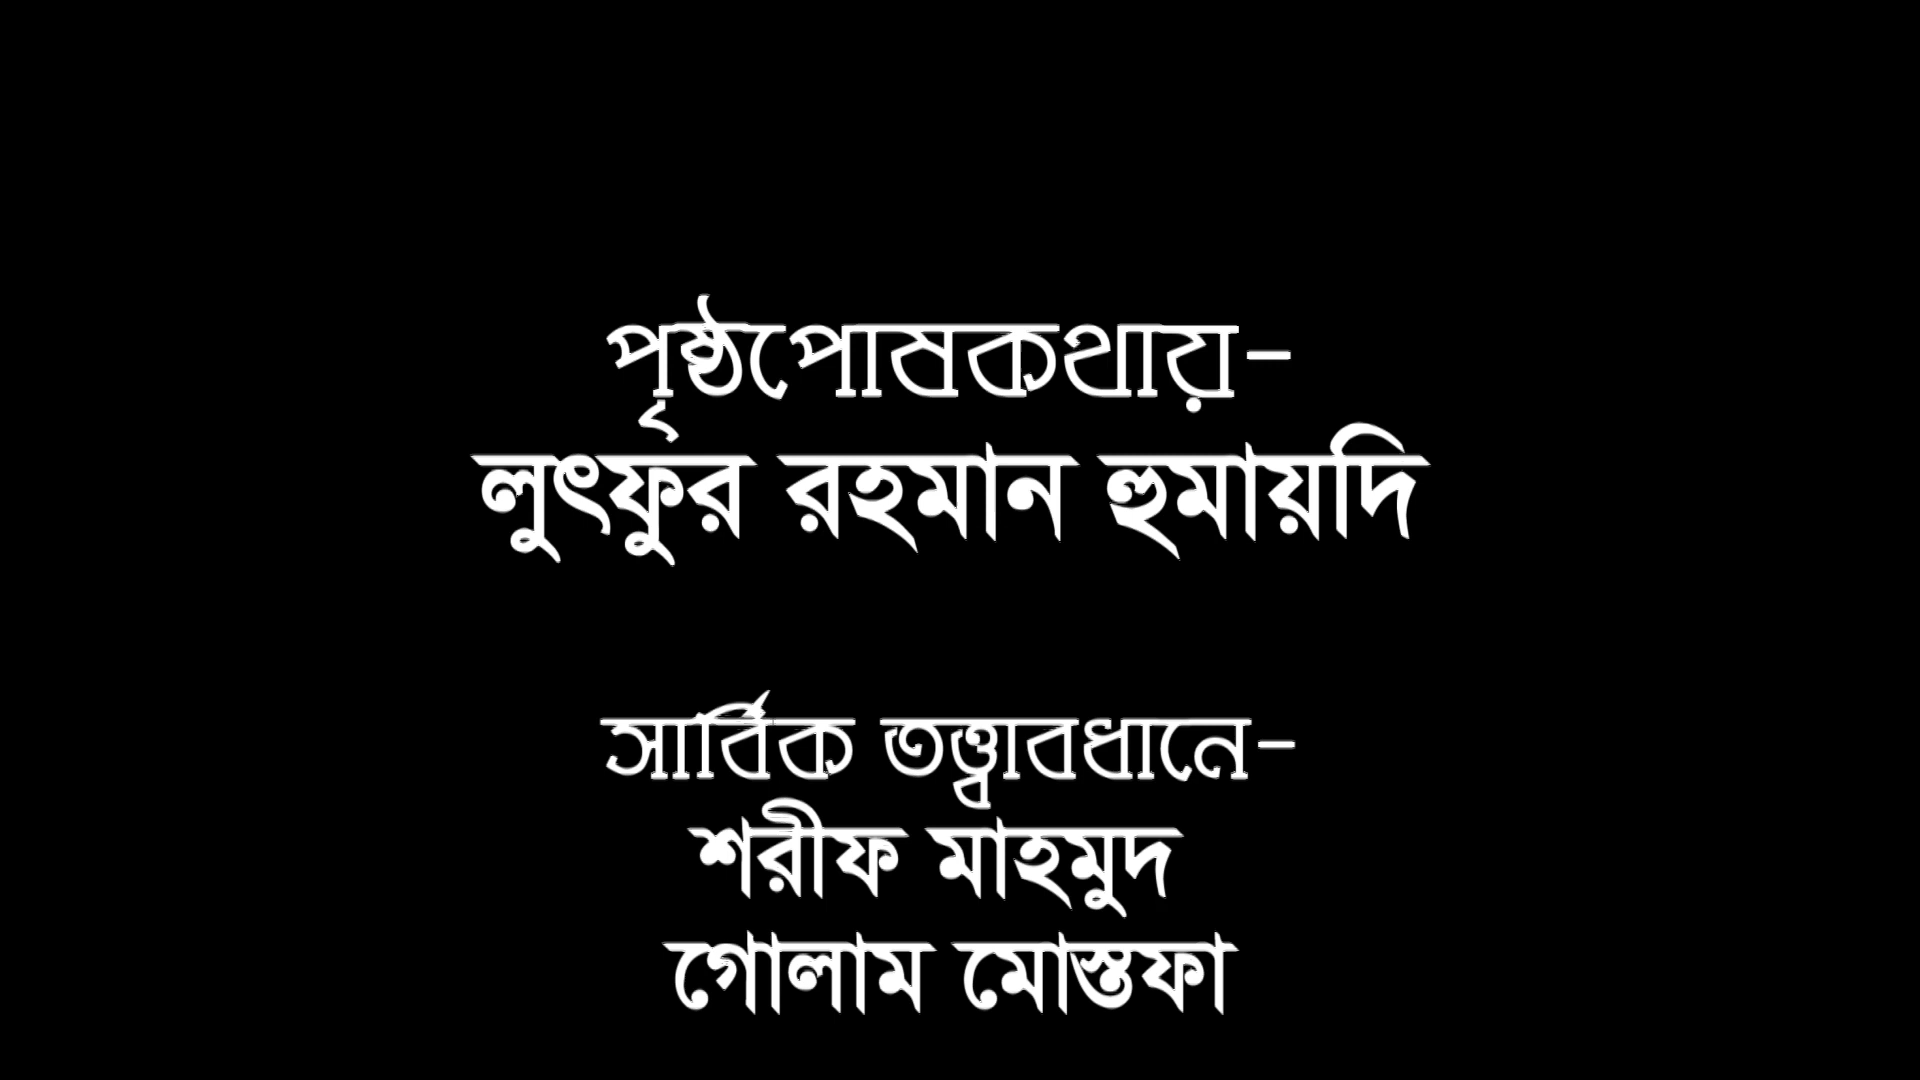 পৃষ্ঠপোষকথায়-
লুৎফুর রহমান হুমায়দি
সার্বিক তত্ত্বাবধানে-
শরীফ মাহমুদ
গোলাম মোস্তফা